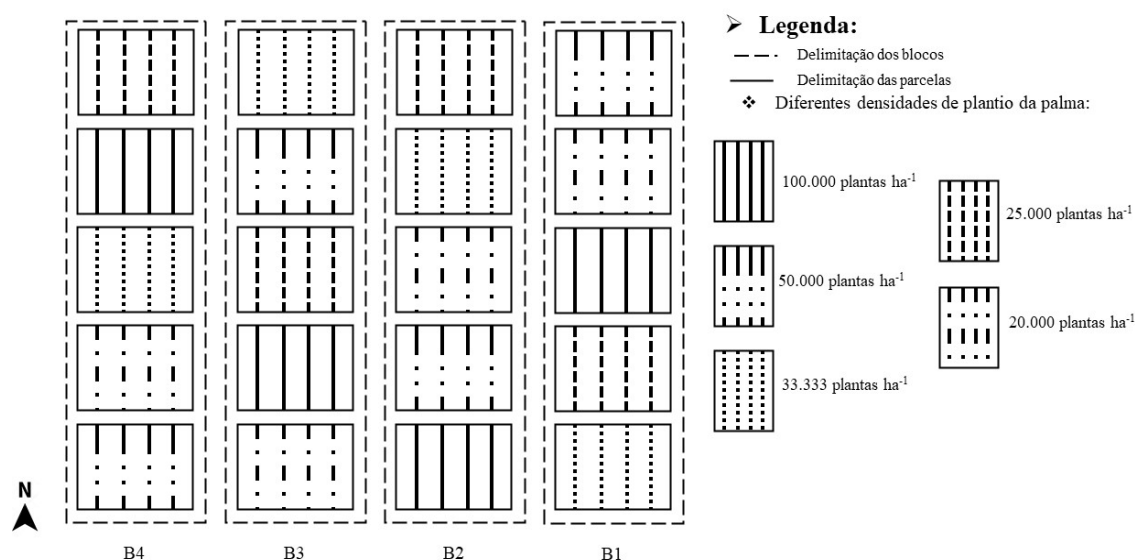 Legenda:
Delimitação dos blocos
Delimitação das parcelas
Diferentes densidades de plantio da palma:
100.000 plantas ha⁻¹
25.000 plantas ha⁻¹
50.000 plantas ha⁻¹
20.000 plantas ha⁻¹
33.333 plantas ha⁻¹
N
B4 B3 B2 B1